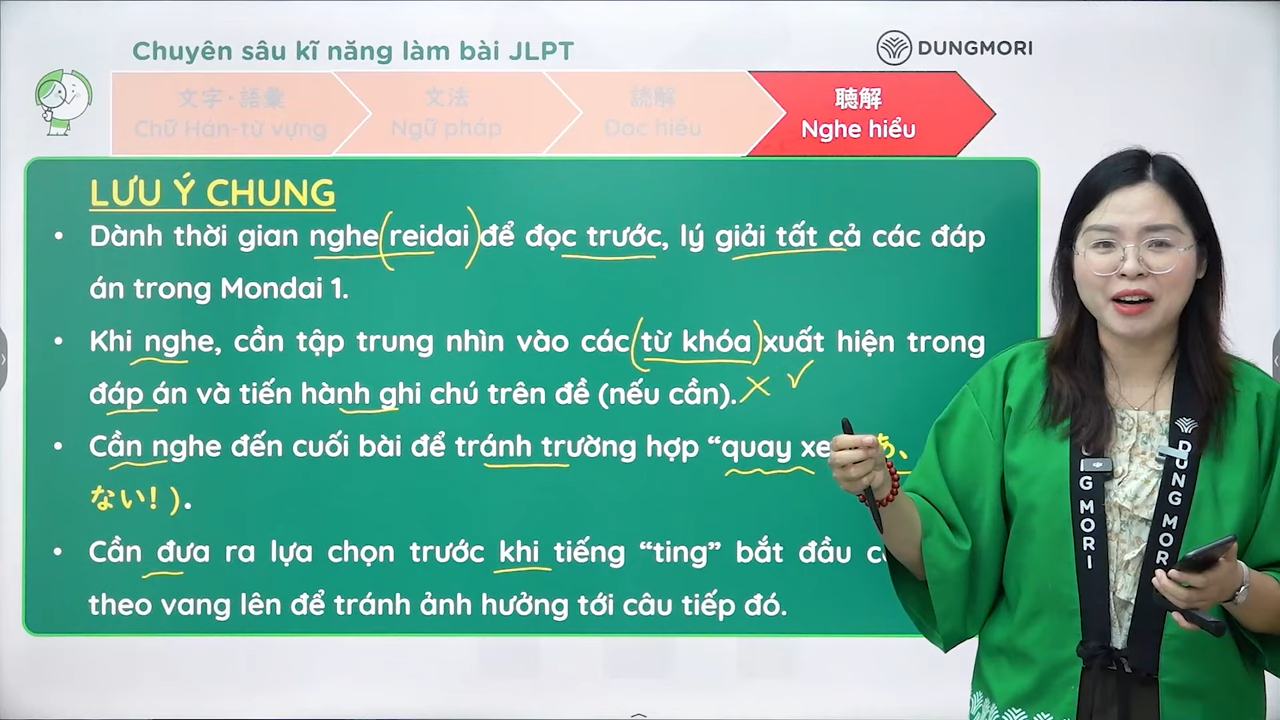 Chuyên sâu kĩ năng làm bài JLPT
DUNGMORI
文字・語彙
Chữ Hán-từ vựng
文法
Ngữ pháp
読解
Đọc hiểu
聴解
Nghe hiểu
LƯU Ý CHUNG
• Dành thời gian nghe reidai để đọc trước, lý giải tất cả các đáp
án trong Mondai 1.
• Khi nghe, cần tập trung nhìn vào các từ khóa xuất hiện trong
đáp án và tiến hành ghi chú trên đề (nếu cần).
• Cần nghe đến cuối bài để tránh trường hợp “quay xe
ない! ).
• Cần đưa ra lựa chọn trước khi tiếng “ting” bắt đầu
theo vang lên để tránh ảnh hưởng tới câu tiếp đó.
G MORI
DUNG MORI